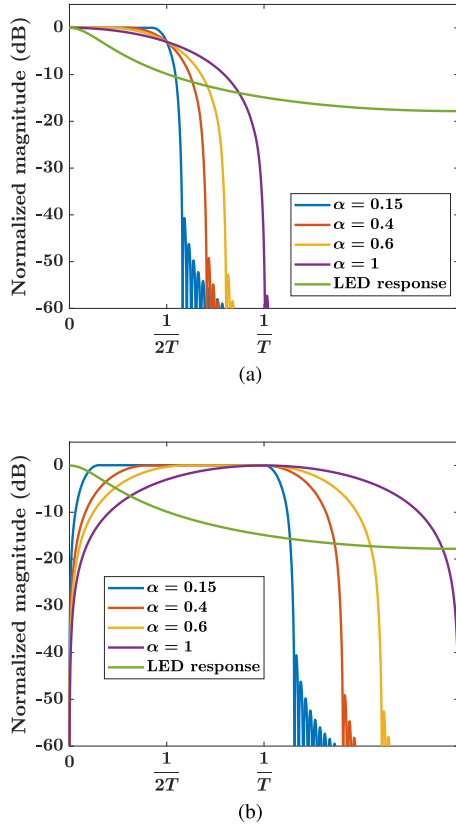 Normalized magnitude (dB)
0
-10
-20
-30
-40
-50
-60
α = 0.15
α = 0.4
α = 0.6
α = 1
LED response
0
1/2T
1/T
(a)
Normalized magnitude (dB)
0
-10
-20
-30
-40
-50
-60
α = 0.15
α = 0.4
α = 0.6
α = 1
LED response
0
1/2T
1/T
(b)